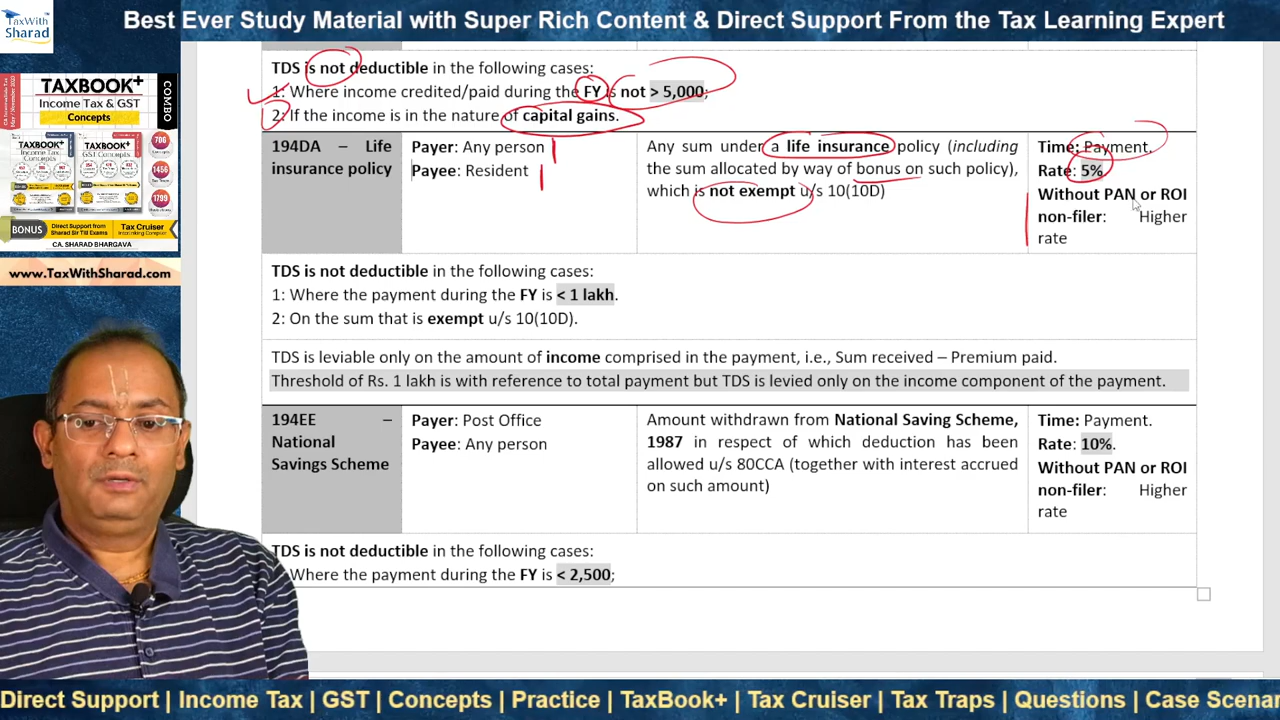 Best Ever Study Material with Super Rich Content & Direct Support From the Tax Learning Expert
TaxWith
Sharad
TAXBOOK+
Income Tax & GST
Concepts
COMBO
TAXBOOK+
Income Tax
Concepts
TAXBOOK+
GST
Concepts
706
1456
1799
BONUS
Direct Support from
Sharad Sir Till Exams
Tax Cruiser
CA. SHARAD BHARGAVA
www.TaxWithSharad.com
TDS is not deductible in the following cases:
1: Where income credited/paid during the FY is not > 5,000;
2: If the income is in the nature of capital gains.
194DA – Life
insurance policy
Payer: Any person
Payee: Resident
Any sum under a life insurance policy (including
the sum allocated by way of bonus on such policy),
which is not exempt u/s 10(10D)
Time: Payment.
Rate: 5%
Without PAN or ROI
non-filer: Higher
rate
TDS is not deductible in the following cases:
1: Where the payment during the FY is < 1 lakh.
2: On the sum that is exempt u/s 10(10D).
TDS is leviable only on the amount of income comprised in the payment, i.e., Sum received – Premium paid.
Threshold of Rs. 1 lakh is with reference to total payment but TDS is levied only on the income component of the payment.
194EE –
National
Savings Scheme
Payer: Post Office
Payee: Any person
Amount withdrawn from National Saving Scheme,
1987 in respect of which deduction has been
allowed u/s 80CCA (together with interest accrued
on such amount)
Time: Payment.
Rate: 10%.
Without PAN or ROI
non-filer: Higher
rate
TDS is not deductible in the following cases:
Where the payment during the FY is < 2,500;
Direct Support | Income Tax | GST | Concepts | Practice | TaxBook+ | Tax Cruiser | Tax Traps | Questions | Case Scenar